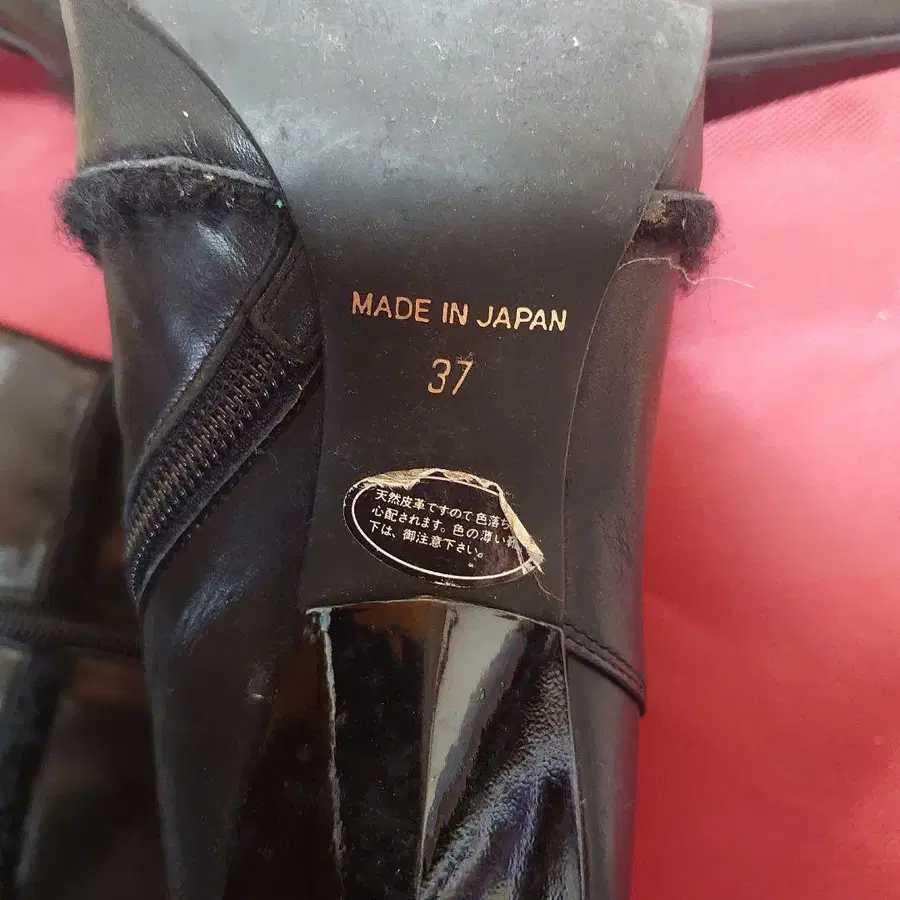 MADE IN JAPAN
37
天然皮革ですので色落ち
心配されます。色の薄い
下は、御注意下さい。